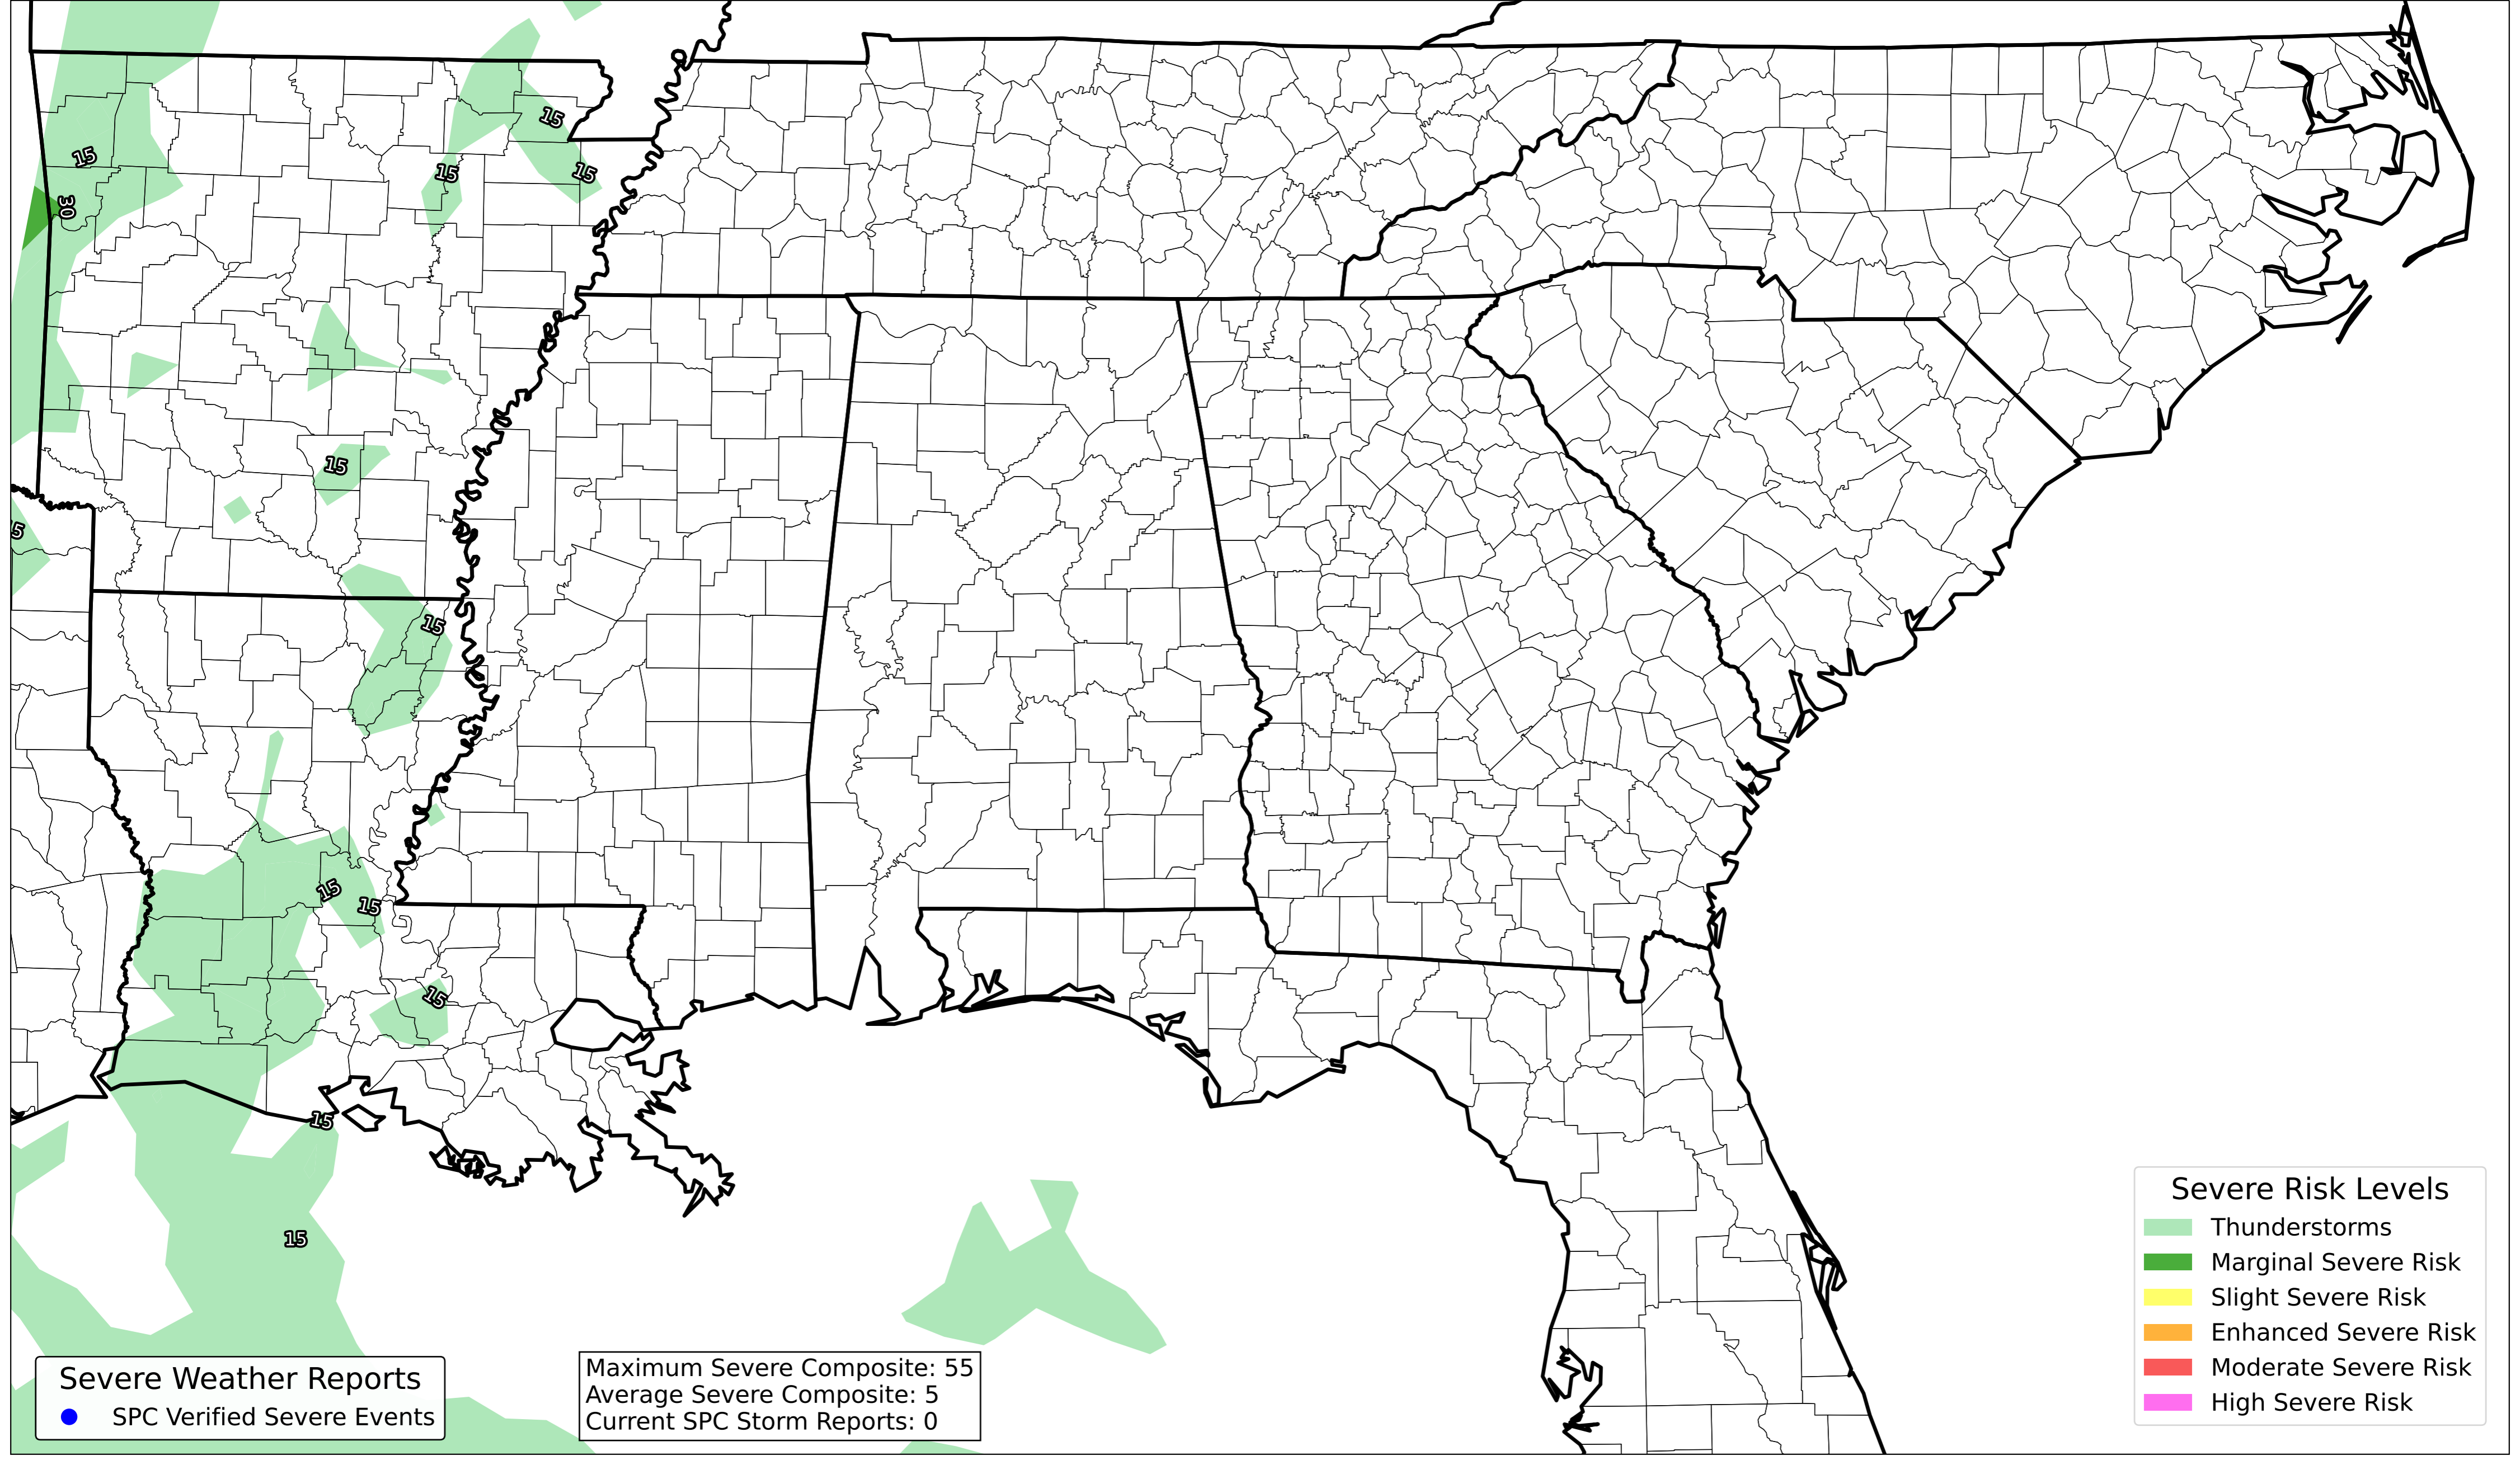 15
15
15
15
30
15
5
15
15
15
15
15
15
Severe Risk Levels
Thunderstorms
Marginal Severe Risk
Slight Severe Risk
Enhanced Severe Risk
Moderate Severe Risk
High Severe Risk
Severe Weather Reports
SPC Verified Severe Events
Maximum Severe Composite: 55
Average Severe Composite: 5
Current SPC Storm Reports: 0